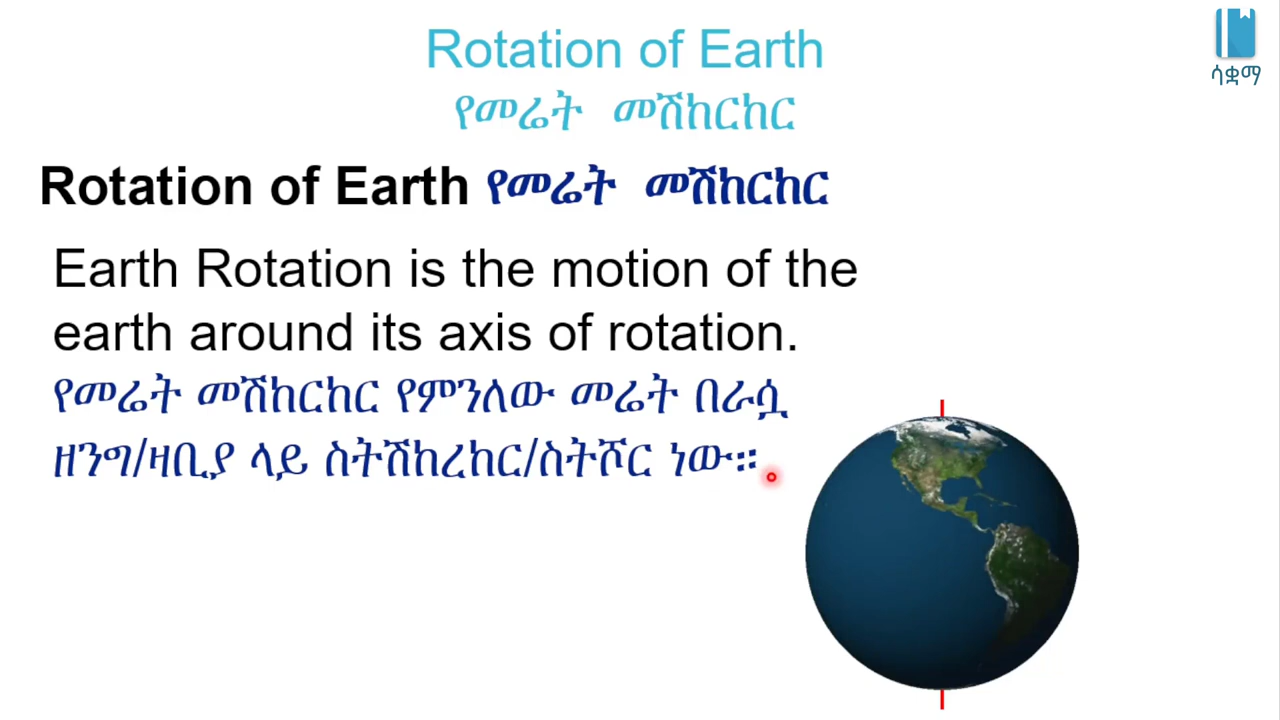 Rotation of Earth
ሳቋማ
የመሬት መሽከርከር
Rotation of Earth የመሬት መሽከርከር
Earth Rotation is the motion of the
earth around its axis of rotation.
የመሬት መሽከርከር የምንለው መሬት በራሷ
ዘንግ/ዛቢያ ላይ ስትሽከረከር/ስትሾር ነው።